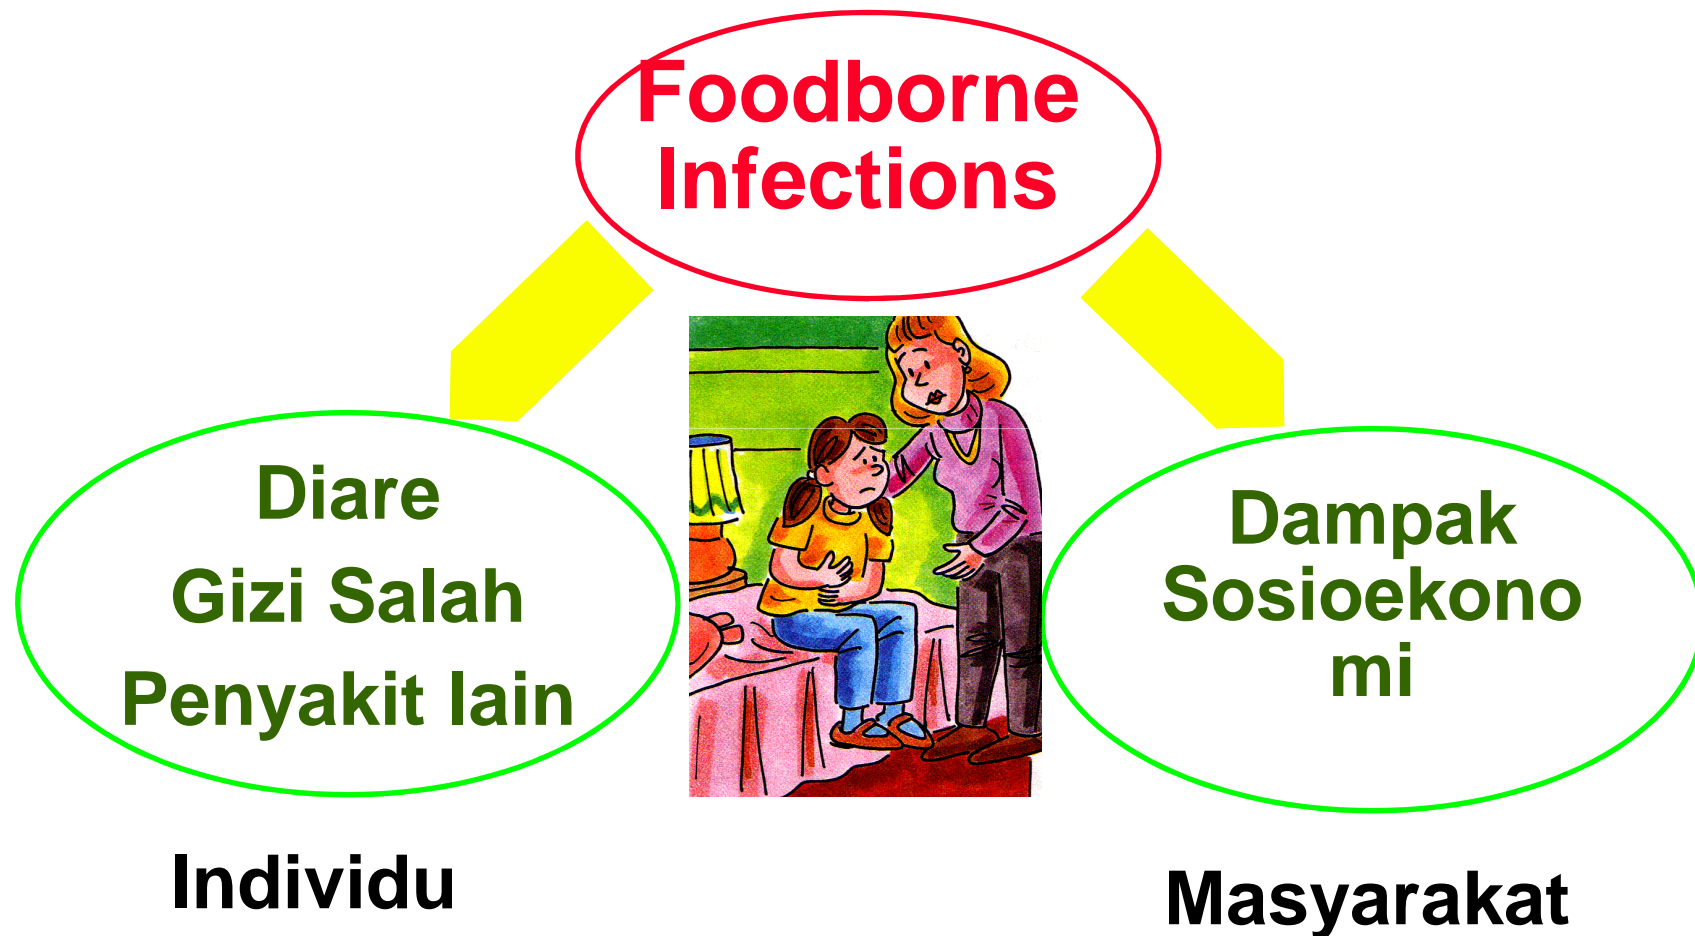 Foodborne
Infections
Diare
Gizi Salah
Penyakit lain
Dampak
Sosioekono
mi
Individu
Masyarakat